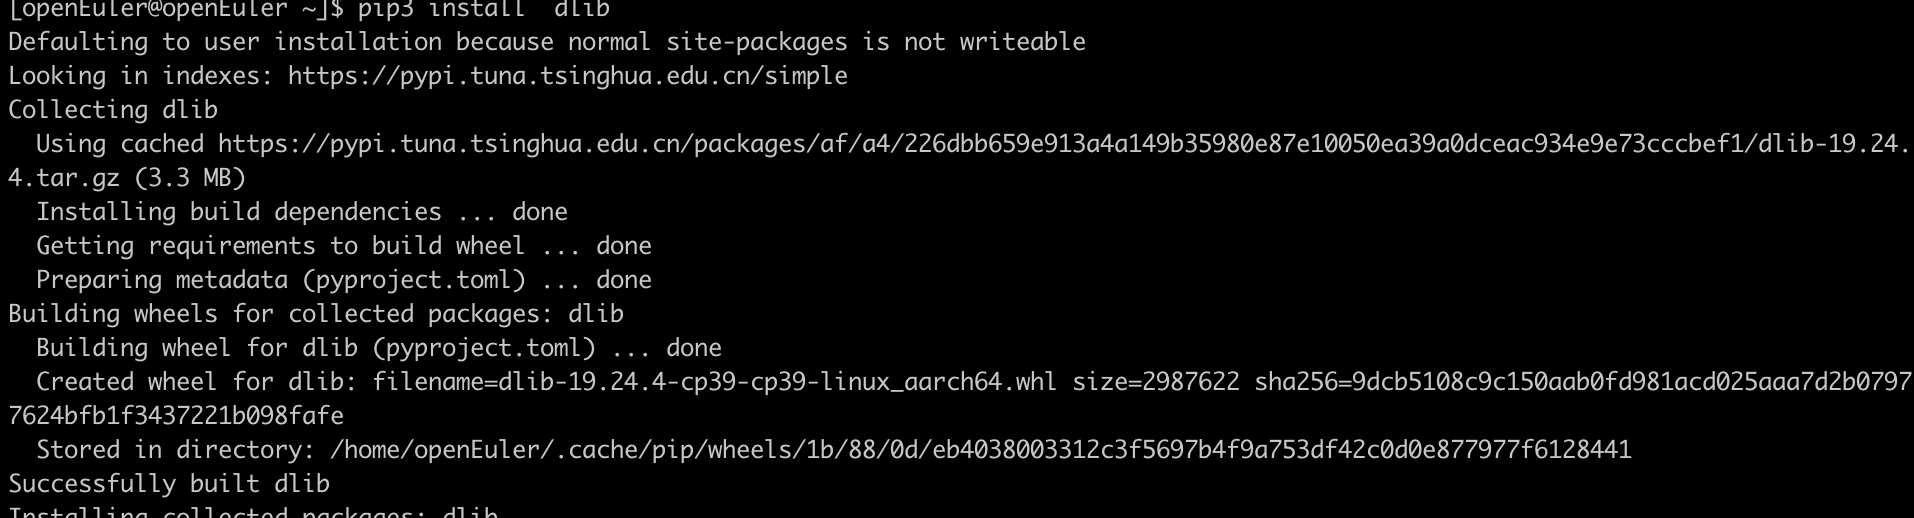 [openEuler@openEuler ~]$ pip3 install  dlib
Defaulting to user installation because normal site-packages is not writeable
Looking in indexes: https://pypi.tuna.tsinghua.edu.cn/simple
Collecting dlib
  Using cached https://pypi.tuna.tsinghua.edu.cn/packages/af/a4/226dbb659e913a4a149b35980e87e10050ea39a0dceac934e9e73cccbef1/dlib-19.24.
4.tar.gz (3.3 MB)
  Installing build dependencies ... done
  Getting requirements to build wheel ... done
  Preparing metadata (pyproject.toml) ... done
Building wheels for collected packages: dlib
  Building wheel for dlib (pyproject.toml) ... done
  Created wheel for dlib: filename=dlib-19.24.4-cp39-cp39-linux_aarch64.whl size=2987622 sha256=9dcb5108c9c150aab0fd981acd025aaa7d2b0797
7624bfb1f3437221b098fafe
  Stored in directory: /home/openEuler/.cache/pip/wheels/1b/88/0d/eb4038003312c3f5697b4f9a753df42c0d0e877977f6128441
Successfully built dlib
Installing collected packages: dlib